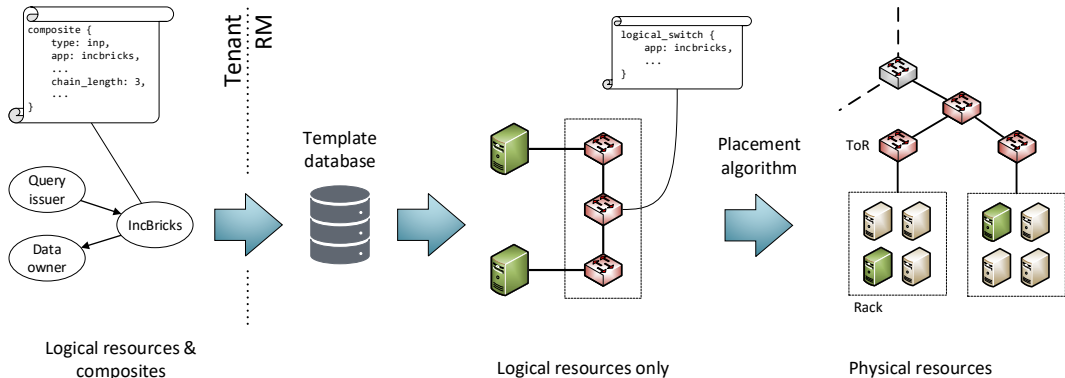 composite {
type: inp,
app: incbricks,
...
chain_length: 3,
...
}
Tenant
RM
logical_switch {
app: incbricks,
...
}
Template
database
Placement
algorithm
ToR
Query
issuer
IncBricks
Data
owner
Rack
Logical resources &
composites
Logical resources only
Physical resources